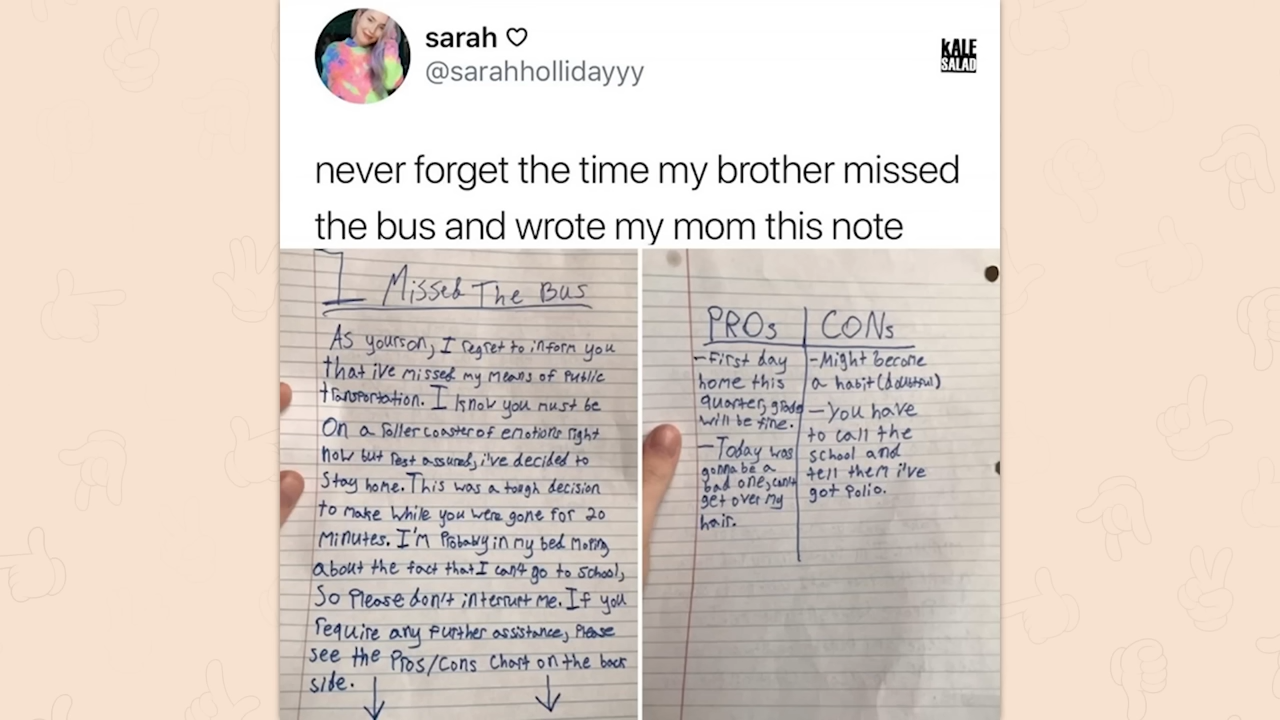 sarah ♡
@sarahhollidayyy
KALE
SALAD
never forget the time my brother missed
the bus and wrote my mom this note
I Missed The Bus
As yourson, I regret to inform you
that i've missed my means of Public
transportation. I know you must be
On a roller coaster of emotions right
now but rest assured, i've decided to
Stay home. This was a tough decision
to make while you were gone for 20
minutes. I'm Probably in my bed moping
about the fact that I can't go to school,
So Please don't interrupt me. If you
require any further assistance, Please
see the Pros/Cons Chart on the back
side.
PROs
-First day
home this
quarter, grades
will be fine.
-Today was
gonna be a
bad one, can't
get over my
hair.
CONs
-Might become
a habit (doubtful)
-You have
to call the
school and
tell them i've
got Polio.